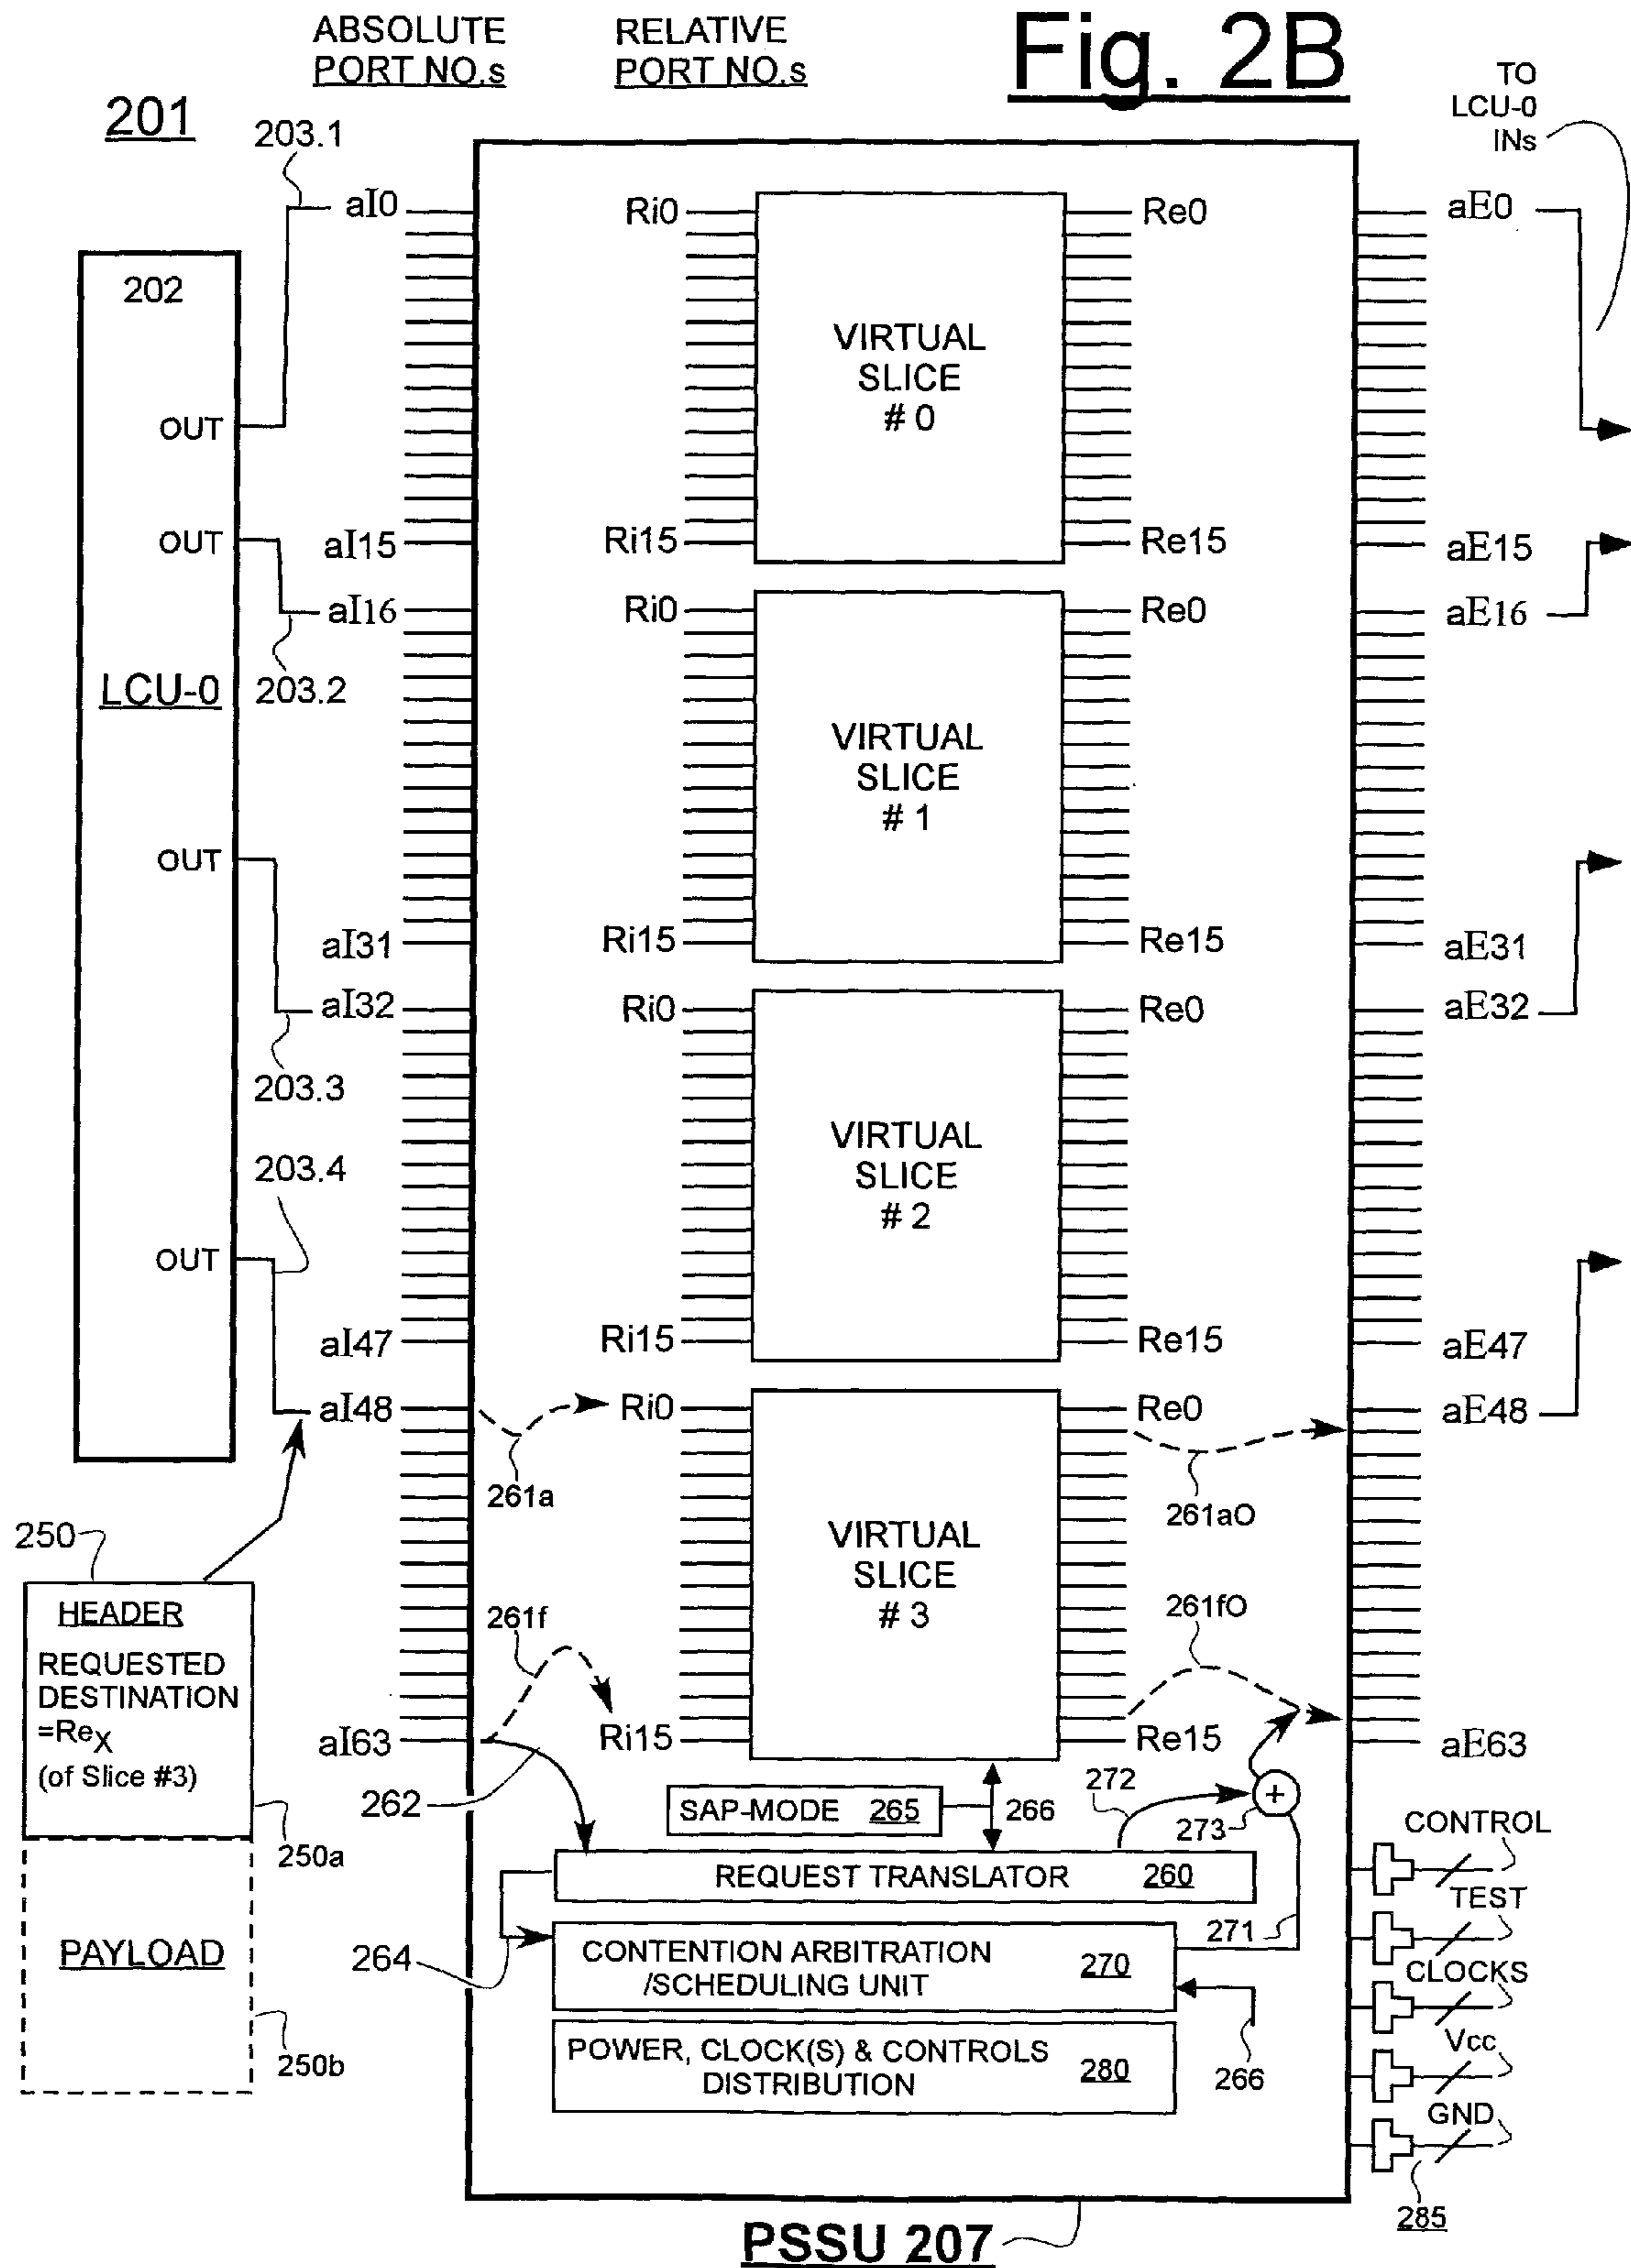 Fig. 2B
ABSOLUTE
PORT NO.s
RELATIVE
PORT NO.s
TO
LCU-0
INs
201
203.1
aI0
Ri0
Re0
aE0
202
VIRTUAL
SLICE
# 0
OUT
OUT
aI15
Ri15
Re15
aE15
aI16
Ri0
Re0
aE16
LCU-0
203.2
VIRTUAL
SLICE
# 1
OUT
aI31
Ri15
Re15
aE31
aI32
Ri0
Re0
aE32
203.3
VIRTUAL
SLICE
# 2
203.4
OUT
aI47
Ri15
Re15
aE47
aI48
Ri0
Re0
aE48
261a
261aO
250
VIRTUAL
SLICE
# 3
HEADER
REQUESTED
DESTINATION
=ReX
(of Slice #3)
261f
261fO
aI63
Ri15
Re15
aE63
262
SAP-MODE 265
266
272
273
CONTROL
250a
REQUEST TRANSLATOR 260
TEST
PAYLOAD
264
CONTENTION ARBITRATION
/SCHEDULING UNIT
270
271
CLOCKS
250b
POWER, CLOCK(S) & CONTROLS
DISTRIBUTION
280
266
Vcc
GND
285
PSSU 207